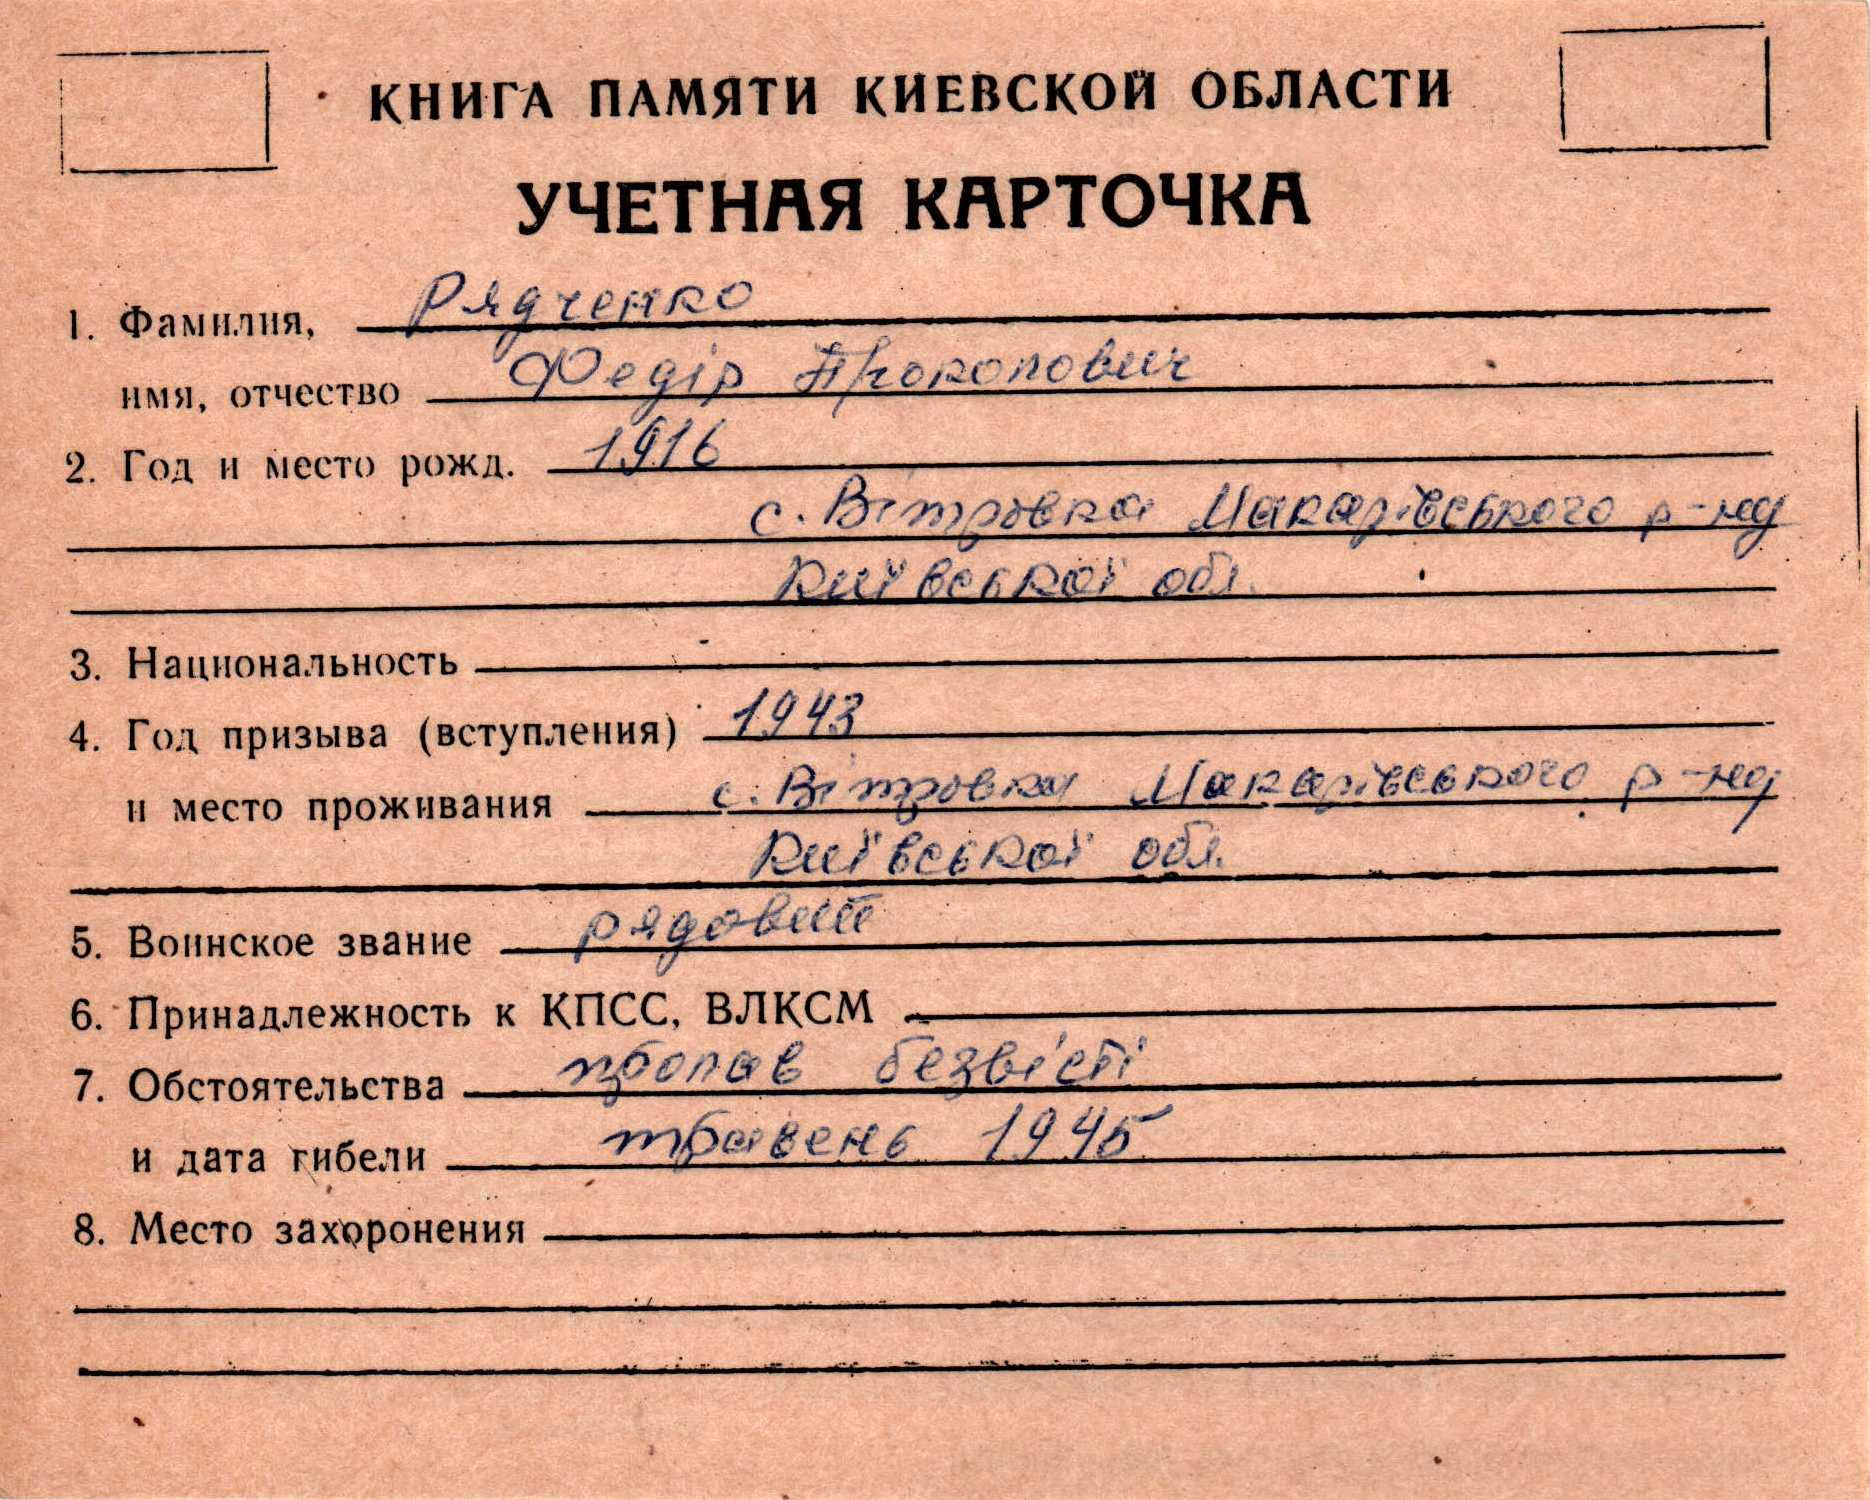 КНИГА ПАМЯТИ КИЕВСКОЙ ОБЛАСТИ
УЧЕТНАЯ КАРТОЧКА
1. Фамилия, Рядченко
имя, отчество Федір Прокопович
2. Год и место рожд. 1916
с. Вітровка Макарівського р-ну
Київської обл.
3. Национальность
4. Год призыва (вступления) 1943
и место проживания с. Вітровка Макарівського р-ну
Київської обл.
5. Воинское звание рядовий
6. Принадлежность к КПСС, ВЛКСМ
7. Обстоятельства пропав безвісті
и дата гибели травень 1945
8. Место захоронения